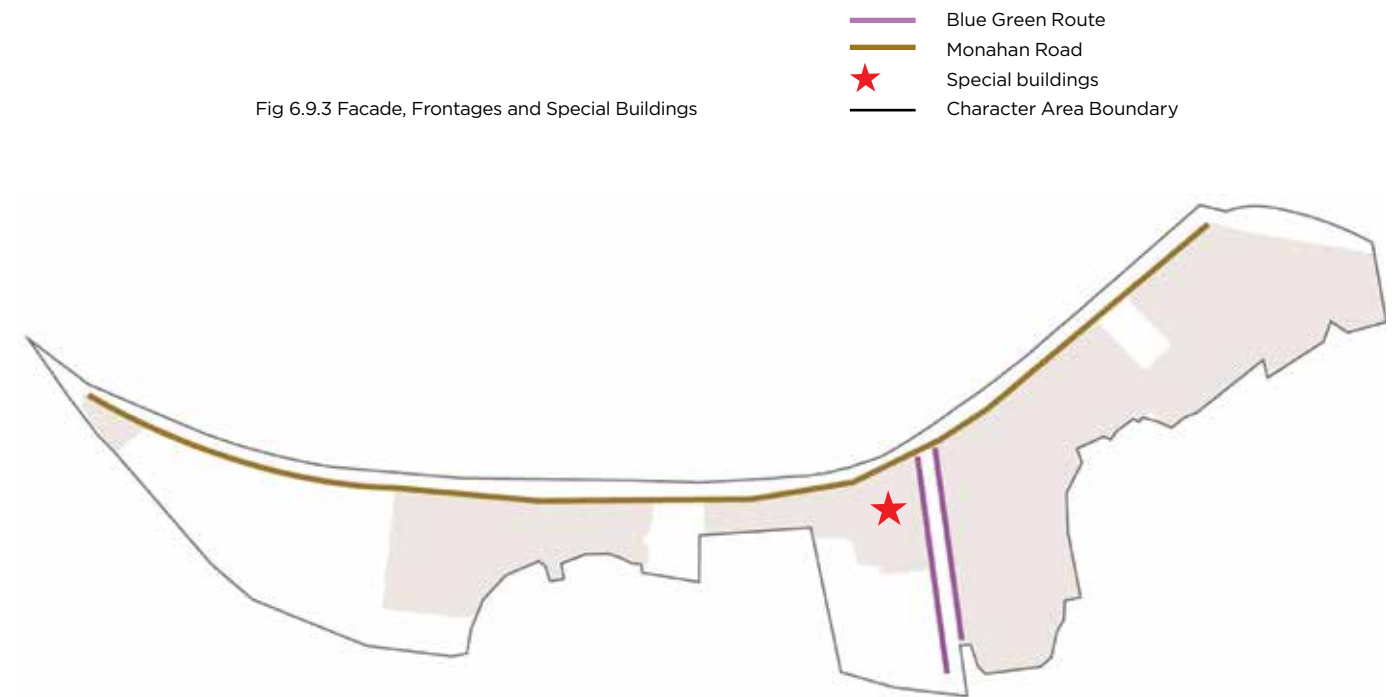 Blue Green Route
Monahan Road
Special buildings
Fig 6.9.3 Facade, Frontages and Special Buildings
Character Area Boundary